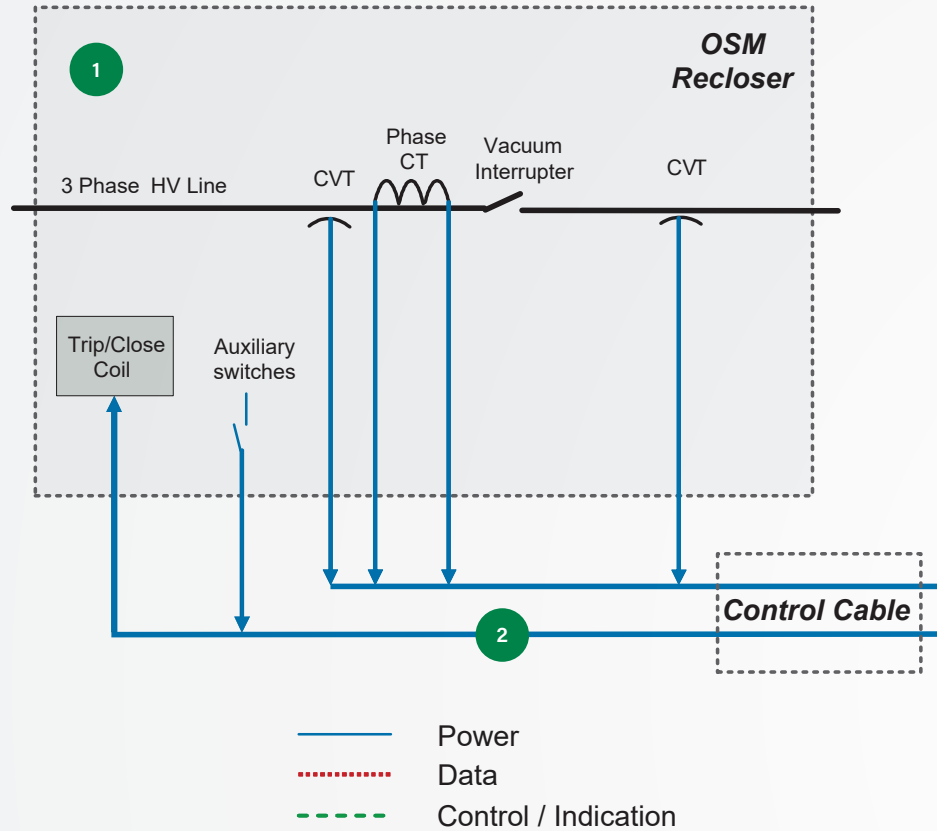 1
OSM
Recloser
Phase
CT
Vacuum
Interrupter
CVT
CVT
3 Phase HV Line
Trip/Close
Coil
Auxiliary
switches
Control Cable
2
Power
Data
Control / Indication